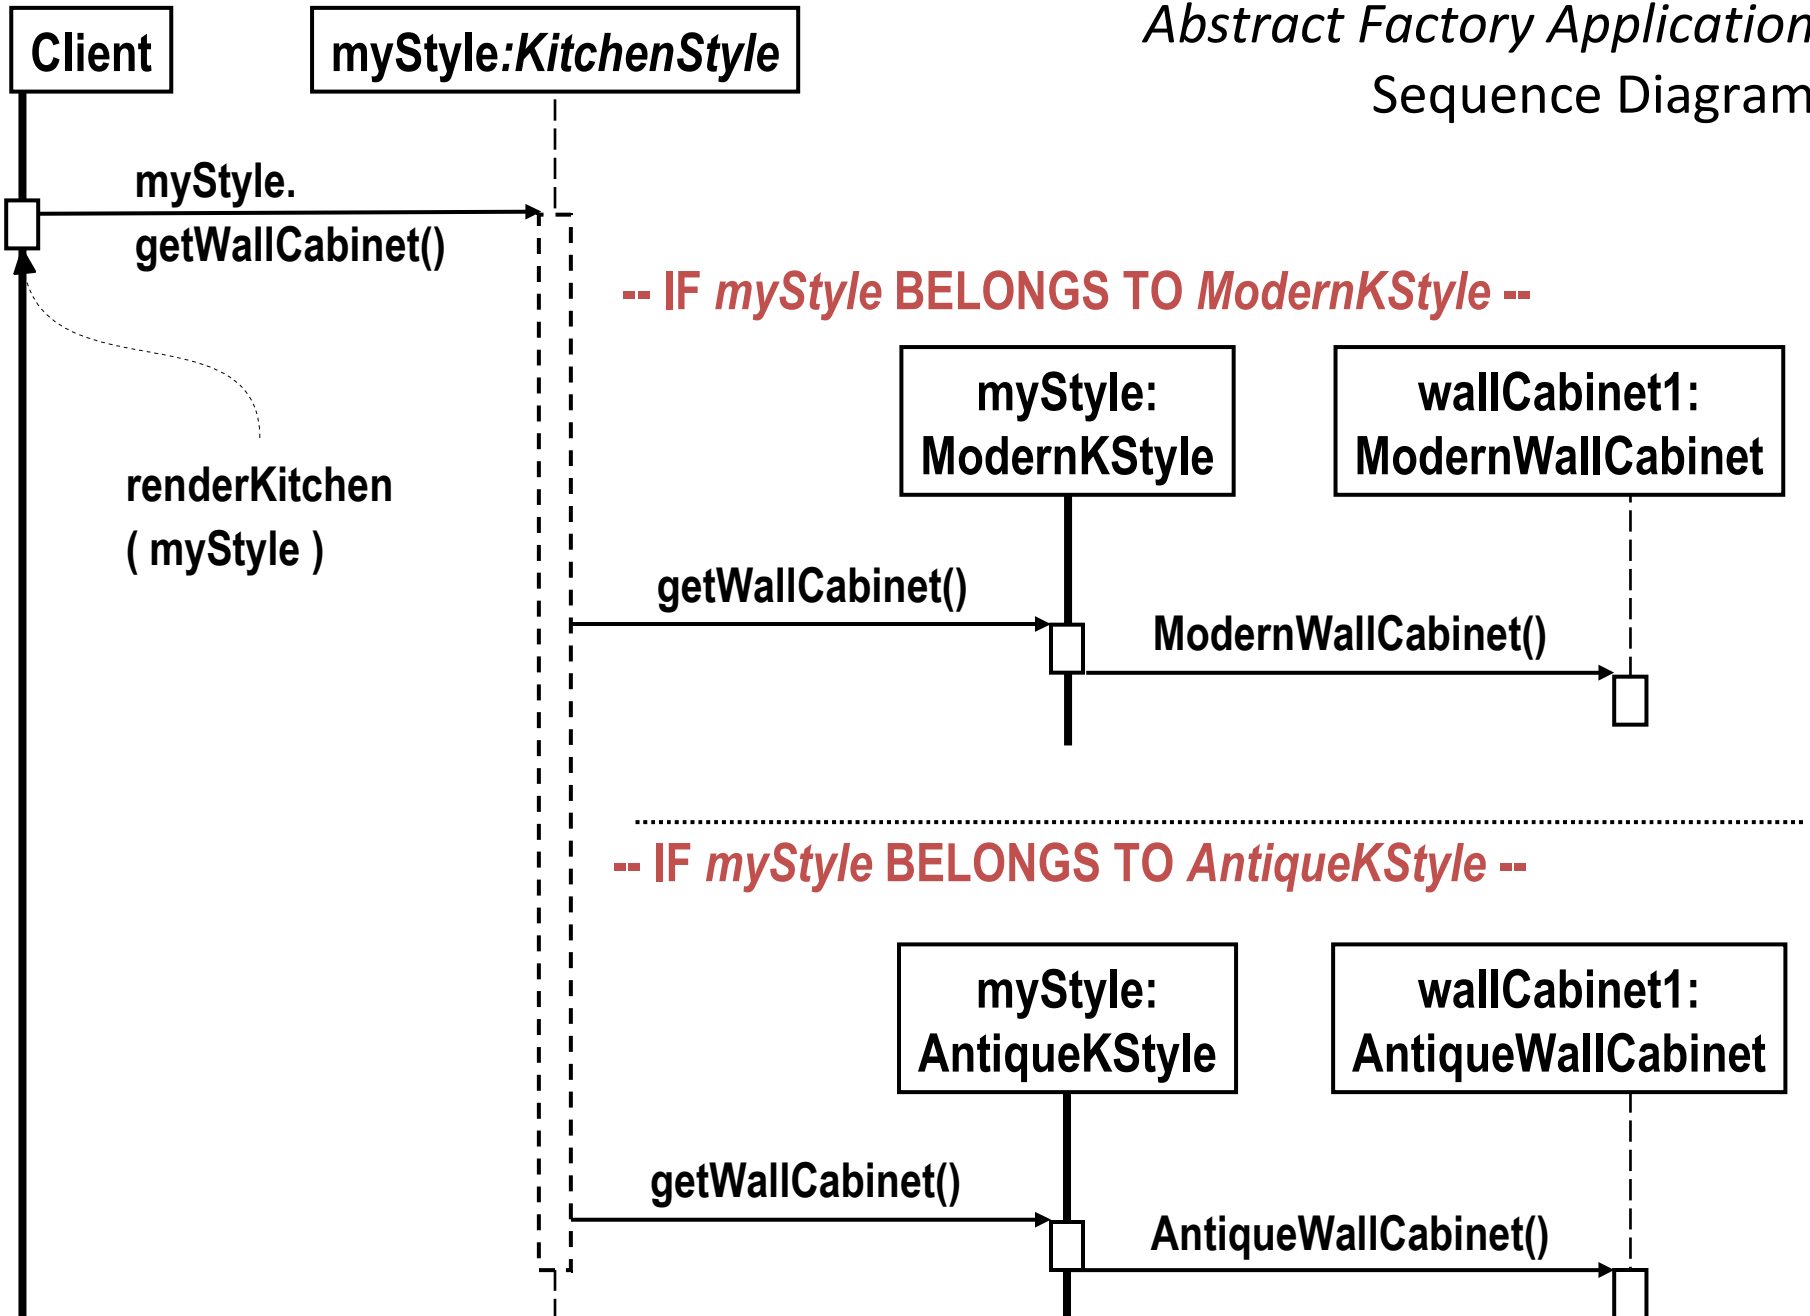 Abstract Factory Application
Sequence Diagram
Client
myStyle:KitchenStyle
myStyle.
getWallCabinet()
-- IF myStyle BELONGS TO ModernKStyle --
myStyle:
ModernKStyle
wallCabinet1:
ModernWallCabinet
renderKitchen
( myStyle )
getWallCabinet()
ModernWallCabinet()
-- IF myStyle BELONGS TO AntiqueKStyle --
myStyle:
AntiqueKStyle
wallCabinet1:
AntiqueWallCabinet
getWallCabinet()
AntiqueWallCabinet()